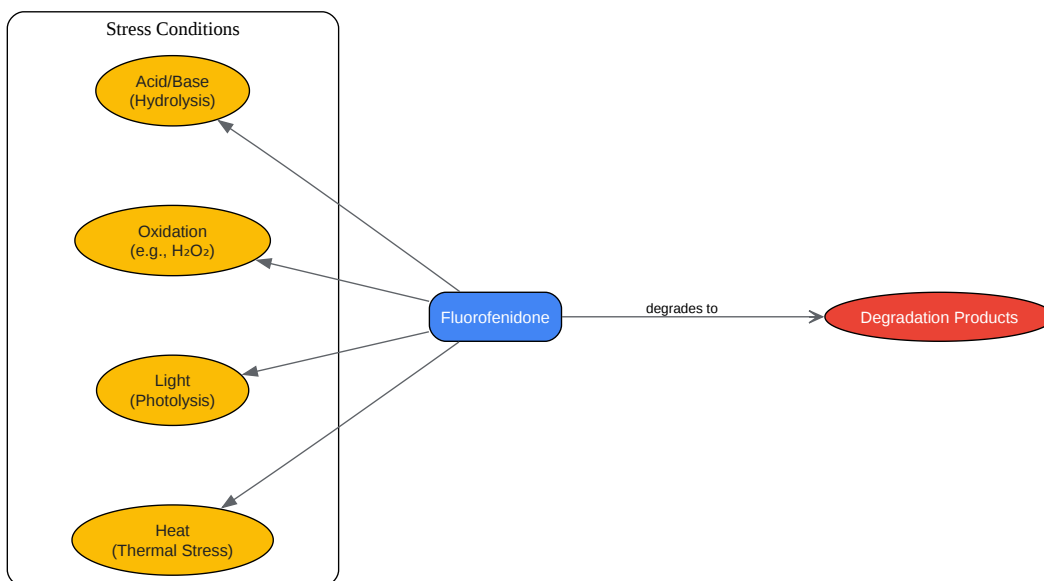 Stress Conditions
Acid/Base
(Hydrolysis)
Oxidation
(e.g., H₂O₂)
Fluorofenidone
degrades to
Degradation Products
Light
(Photolysis)
Heat
(Thermal Stress)